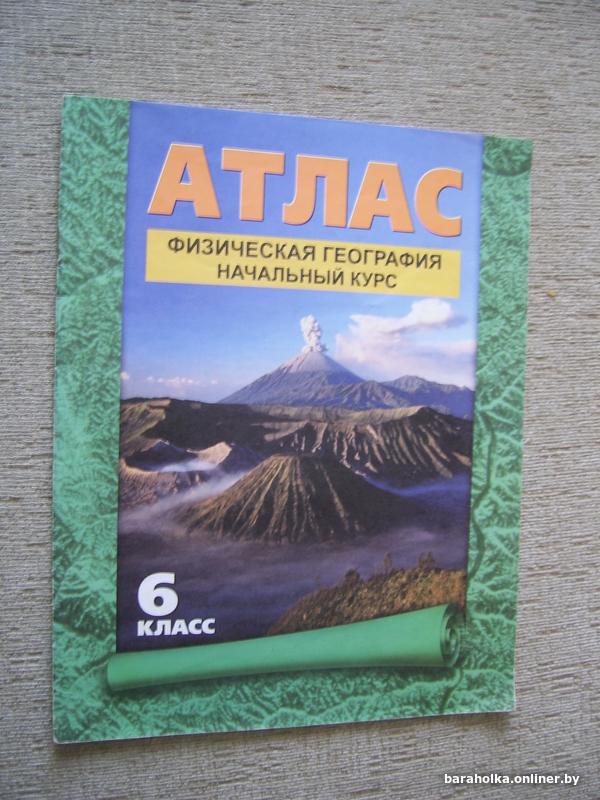 АТЛАС
ФИЗИЧЕСКАЯ ГЕОГРАФИЯ
НАЧАЛЬНЫЙ КУРС
6
КЛАСС
baraholka.onliner.by